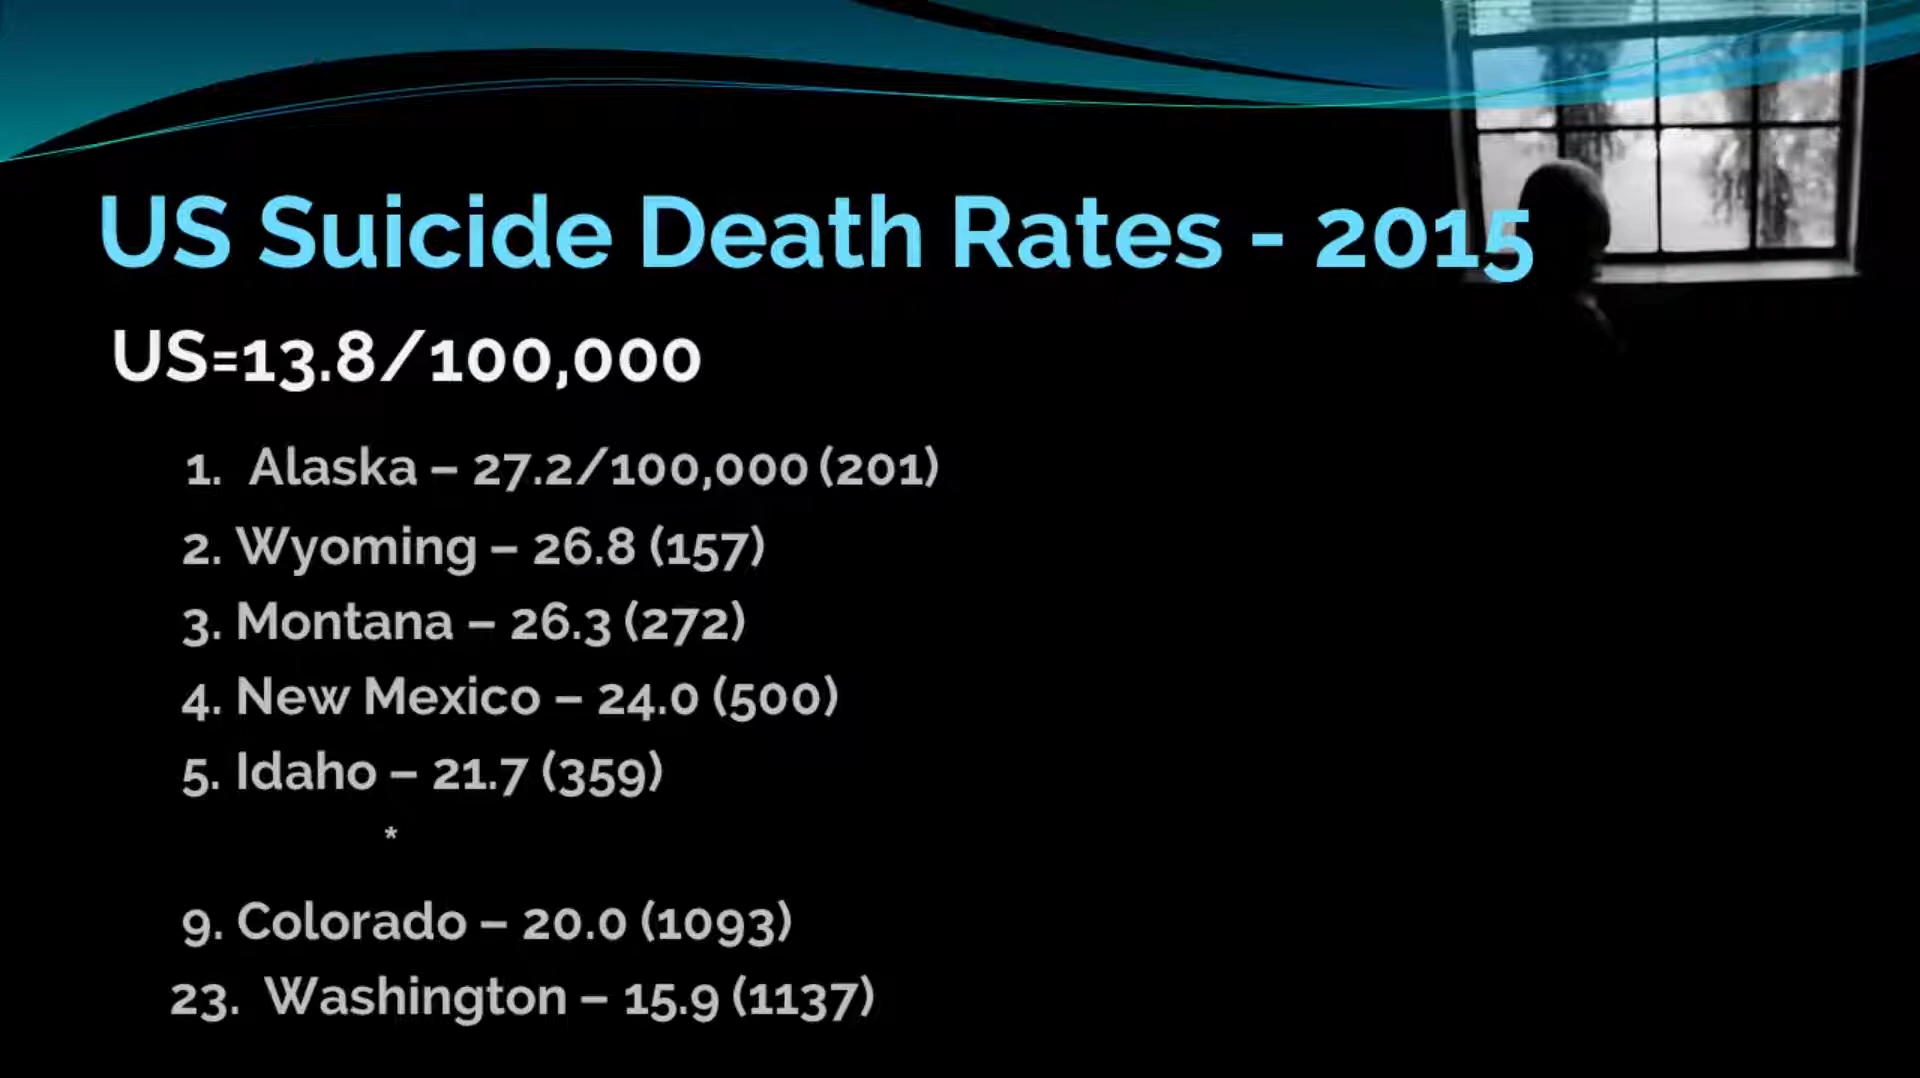 US Suicide Death Rates - 2015
US=13.8/100,000
1. Alaska – 27.2/100,000 (201)
2. Wyoming – 26.8 (157)
3. Montana – 26.3 (272)
4. New Mexico – 24.0 (500)
5. Idaho – 21.7 (359)
*
9. Colorado – 20.0 (1093)
23. Washington – 15.9 (1137)